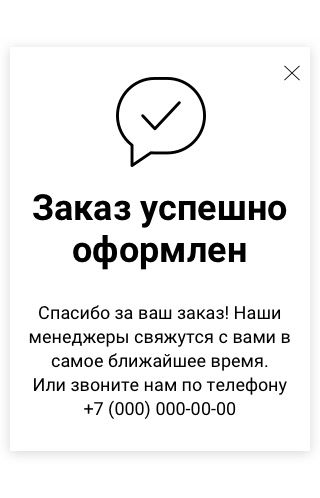 Заказ успешно
оформлен
Спасибо за ваш заказ! Наши
менеджеры свяжутся с вами в
самое ближайшее время.
Или звоните нам по телефону
+7 (000) 000-00-00